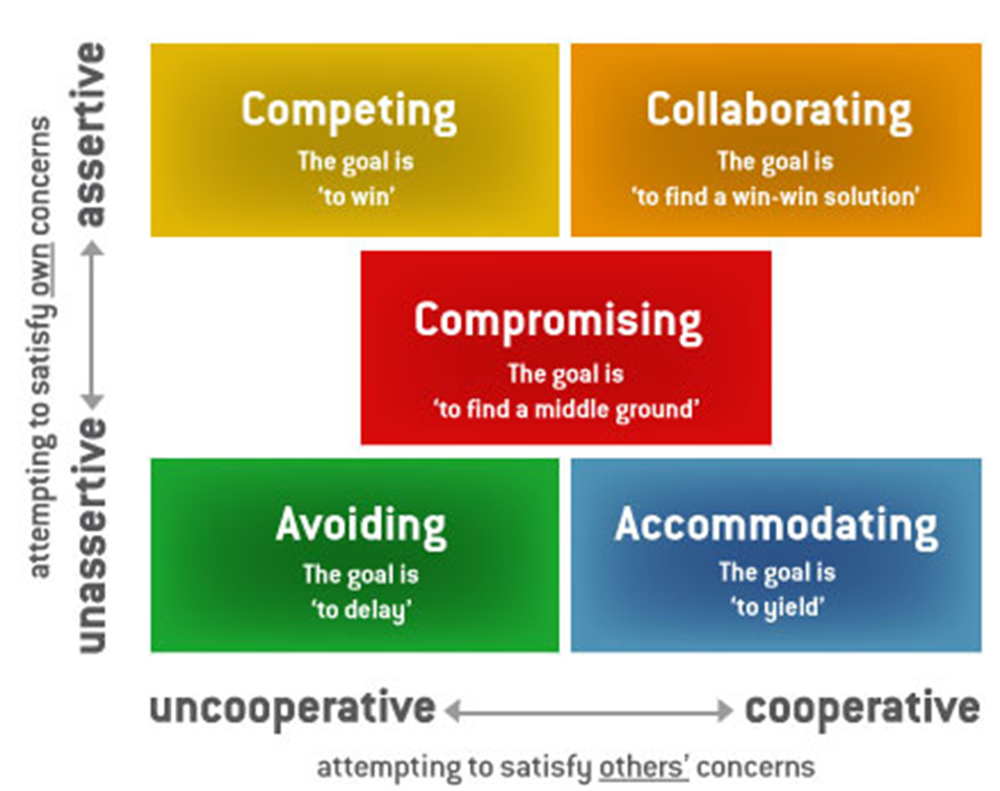 assertive
attempting to satisfy own concerns
unassertive
Competing
The goal is
‘to win’
Collaborating
The goal is
‘to find a win-win solution’
Compromising
The goal is
‘to find a middle ground’
Avoiding
The goal is
‘to delay’
Accommodating
The goal is
‘to yield’
uncooperative
cooperative
attempting to satisfy others’ concerns